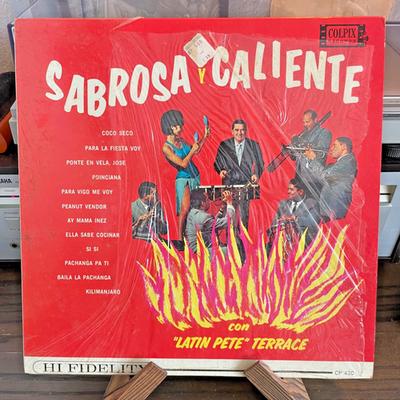 COLPIX
RECORDS
SABROSA Y CALIENTE
COCO SECO
PARA LA FIESTA VOY
PONTE EN VELA, JOSE
POINCIANA
PARA VIGO ME VOY
PEANUT VENDOR
AY MAMA INEZ
ELLA SABE COCINAR
SI SI
PACHANGA PA TI
BAILA LA PACHANGA
KILIMANJARO
con
"LATIN PETE" TERRACE
HI FIDELITY
CP 430